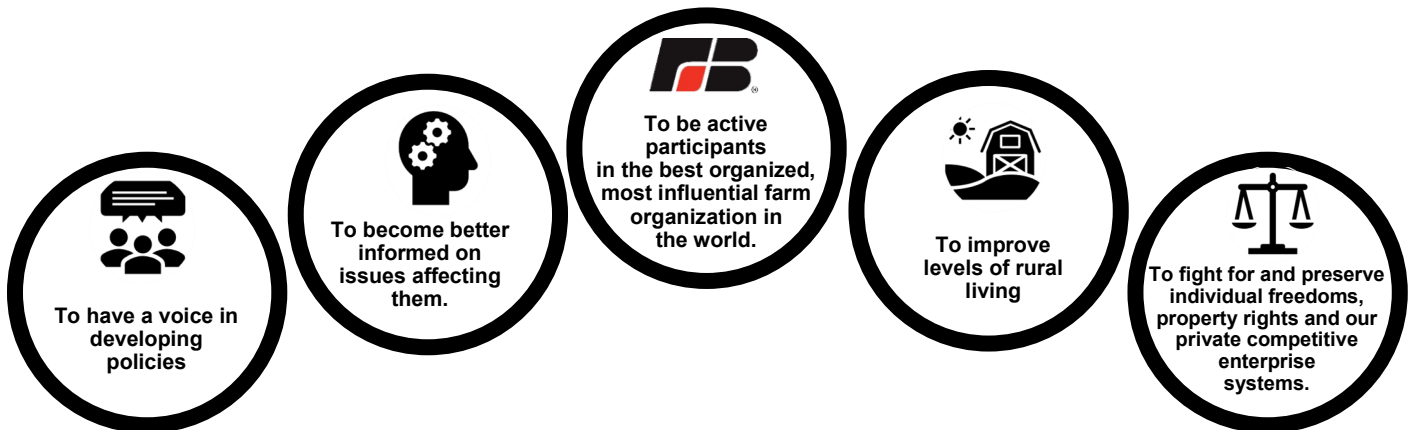 To have a voice in
developing
policies
To become better
informed on
issues affecting
them.
FB
To be active
participants
in the best organized,
most influential farm
organization in
the world.
To improve
levels of rural
living
To fight for and preserve
individual freedoms,
property rights and our
private competitive
enterprise
systems.